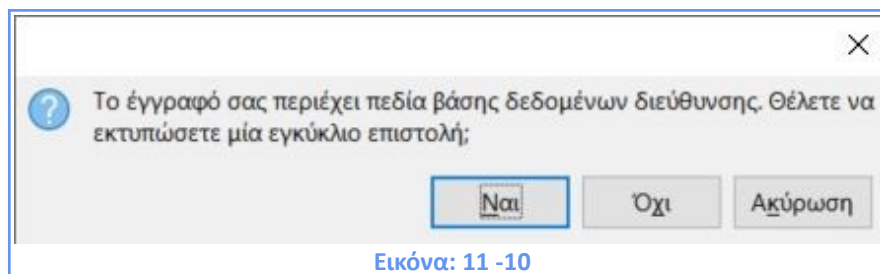 Το έγγραφό σας περιέχει πεδία βάσης δεδομένων διεύθυνσης. Θέλετε να
εκτυπώσετε μία εγκύκλιο επιστολή;
Ναι Όχι Ακύρωση
Εικόνα: 11 -10